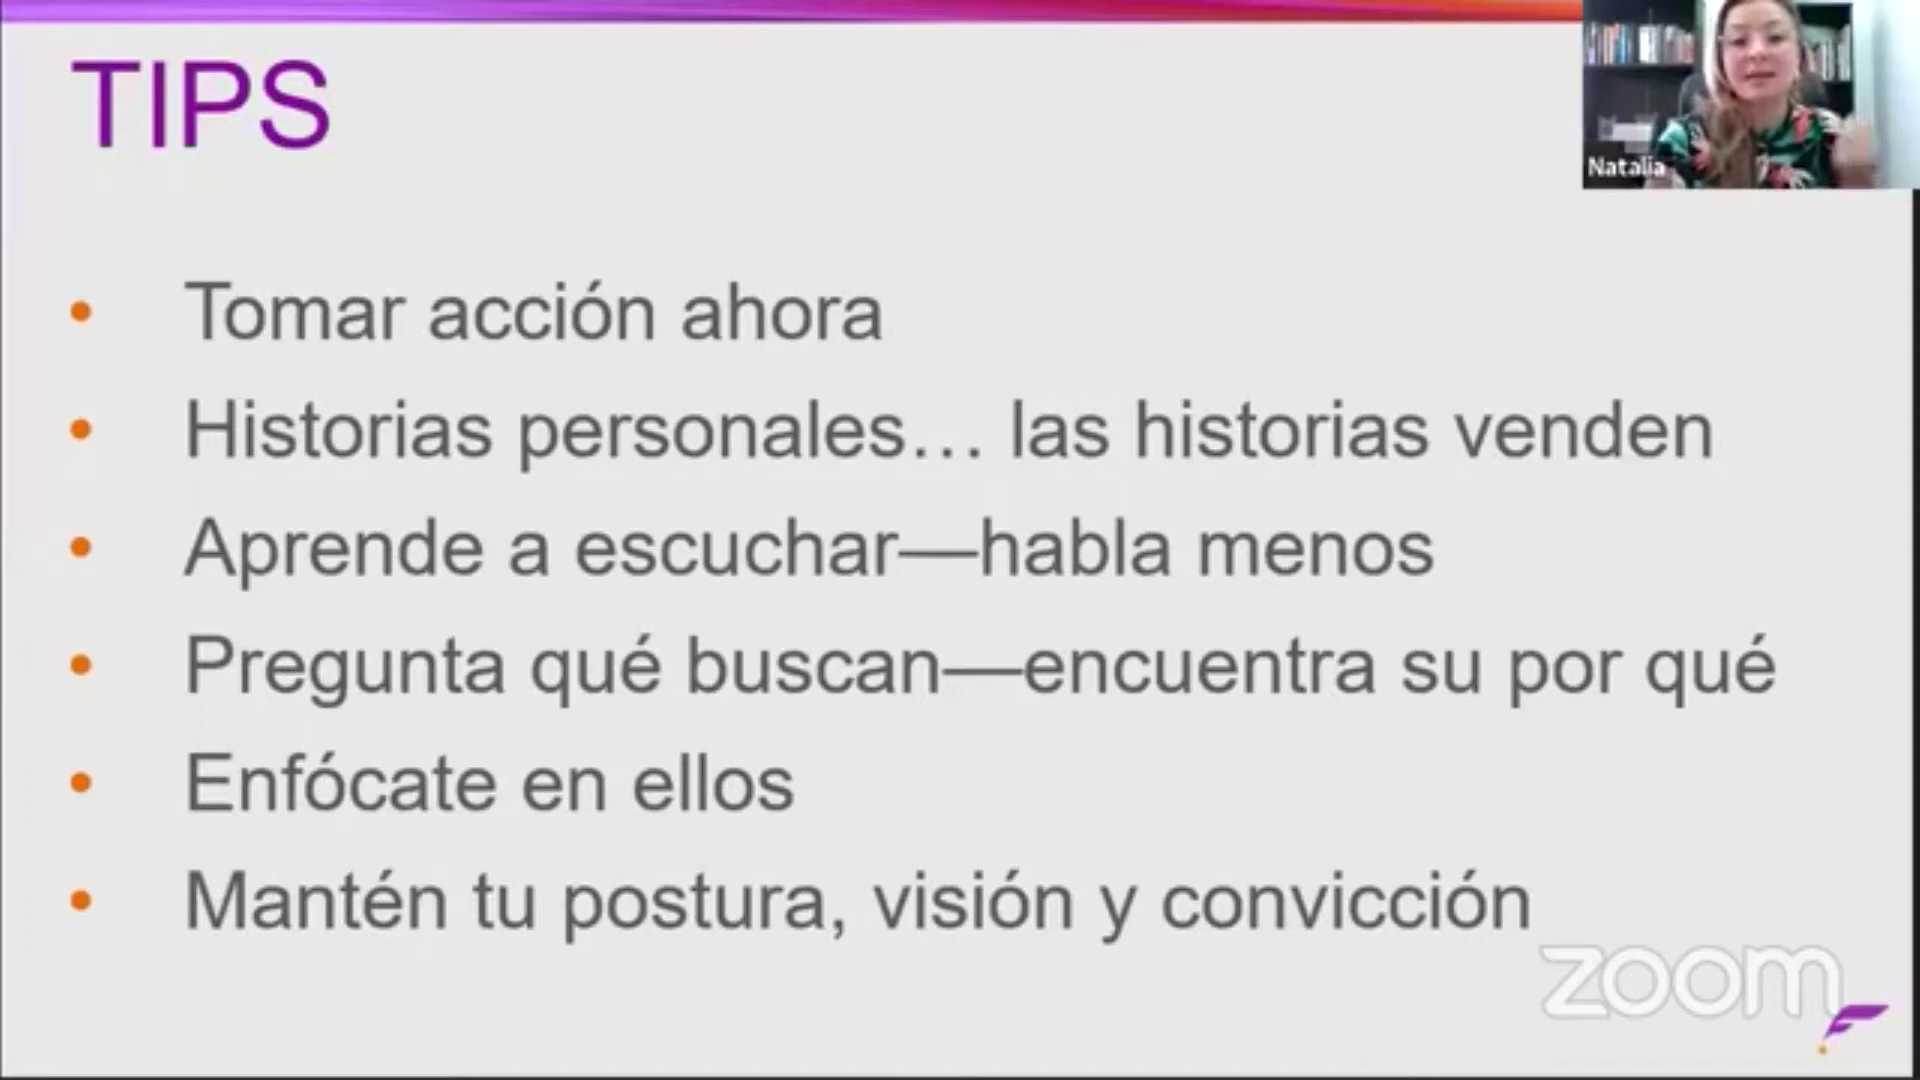 TIPS
Natalia
Tomar acción ahora
Historias personales… las historias venden
Aprende a escuchar—habla menos
Pregunta qué buscan—encuentra su por qué
Enfócate en ellos
Mantén tu postura, visión y convicción
zoom